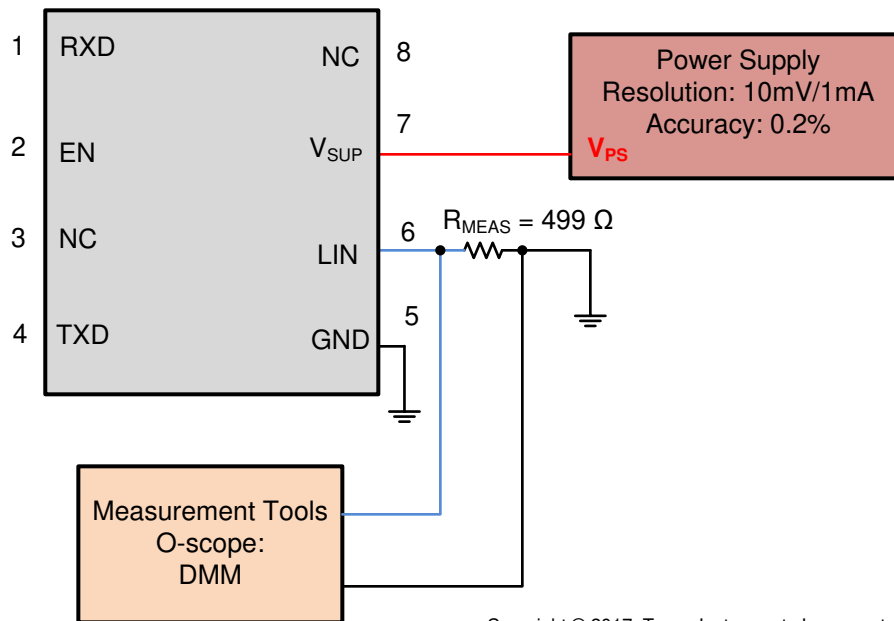 1 RXD NC 8
Power Supply
Resolution: 10mV/1mA
Accuracy: 0.2%
2 EN VSUP 7 VPS
3 NC LIN 6 RMEAS = 499 Ω
4 TXD GND 5
Measurement Tools
O-scope:
DMM